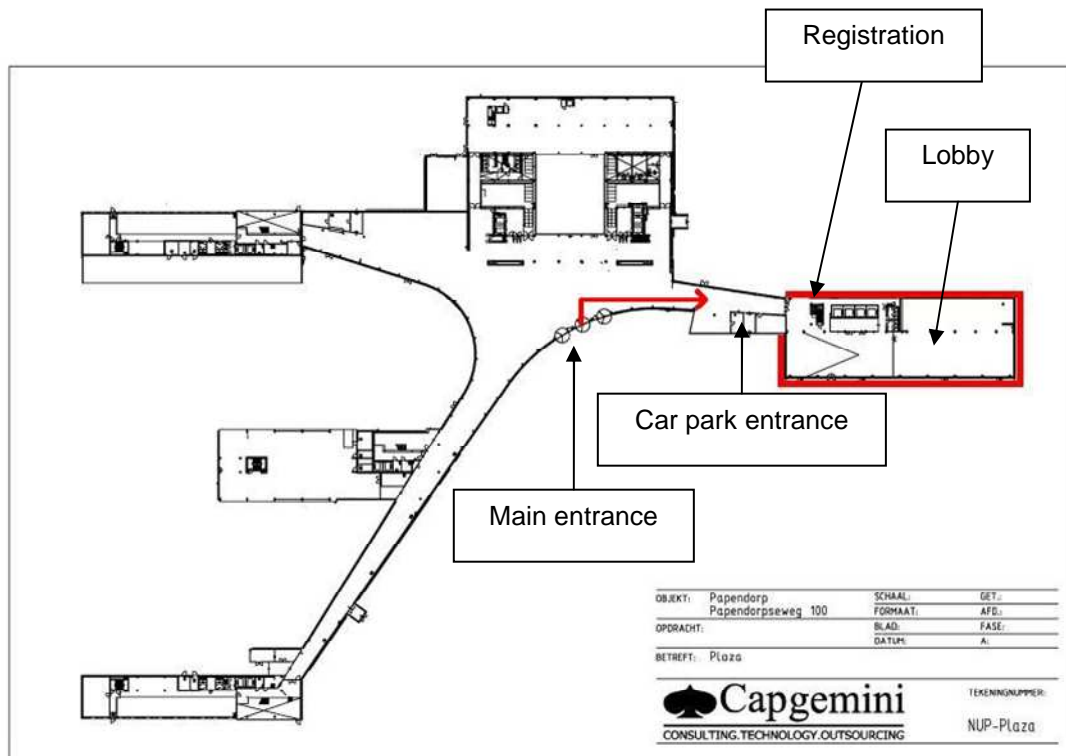 Registration
Lobby
Car park entrance
Main entrance
OBJEKT: Papendorp SCHAAL: GET.:
Papendorpseweg 100 FORMAAT: AFD.:
OPDRACHT: BLAD: FASE:
DATUM: A:
BETREFT: Plaza
Capgemini
CONSULTING.TECHNOLOGY.OUTSOURCING
TEKENINGNUMMER:
NUP-Plaza